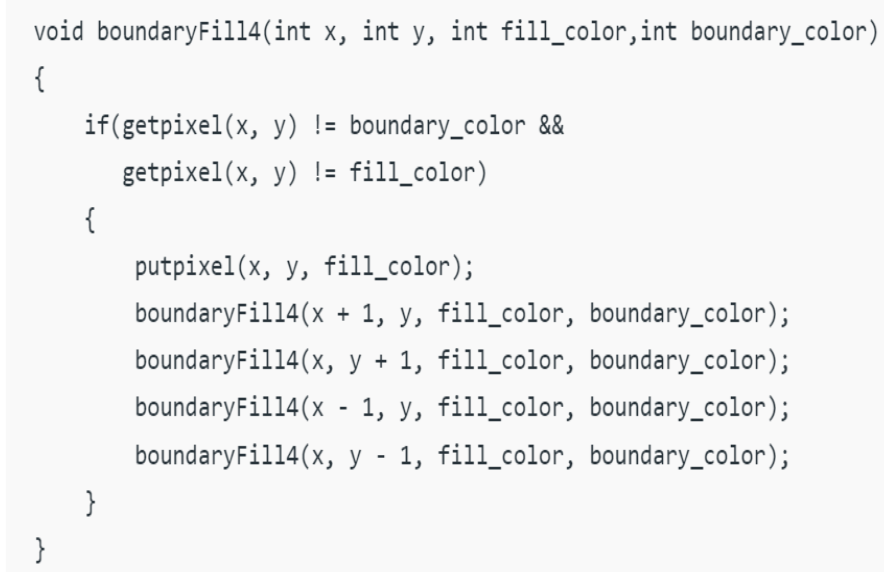 void boundaryFill4(int x, int y, int fill_color,int boundary_color)
{
    if(getpixel(x, y) != boundary_color &&
       getpixel(x, y) != fill_color)
    {
        putpixel(x, y, fill_color);
        boundaryFill4(x + 1, y, fill_color, boundary_color);
        boundaryFill4(x, y + 1, fill_color, boundary_color);
        boundaryFill4(x - 1, y, fill_color, boundary_color);
        boundaryFill4(x, y - 1, fill_color, boundary_color);
    }
}